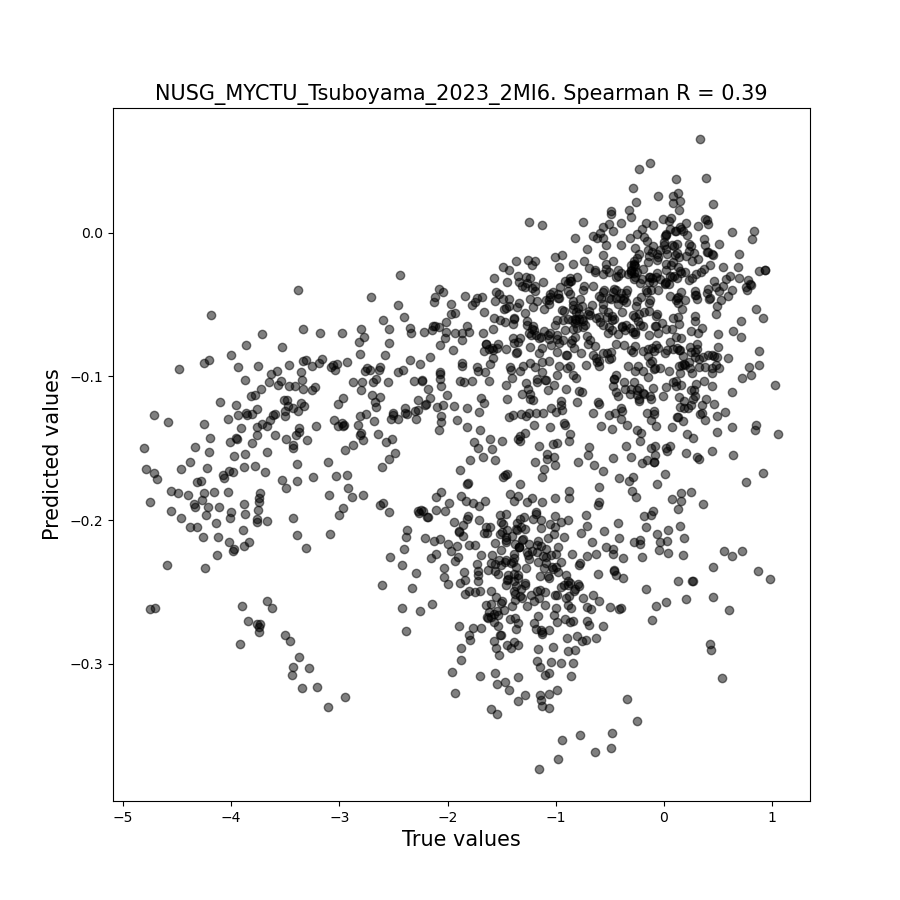 NUSG_MYCTU_Tsuboyama_2023_2MI6. Spearman R = 0.39
Predicted values
0.0
−0.1
−0.2
−0.3
−5 −4 −3 −2 −1 0 1
True values